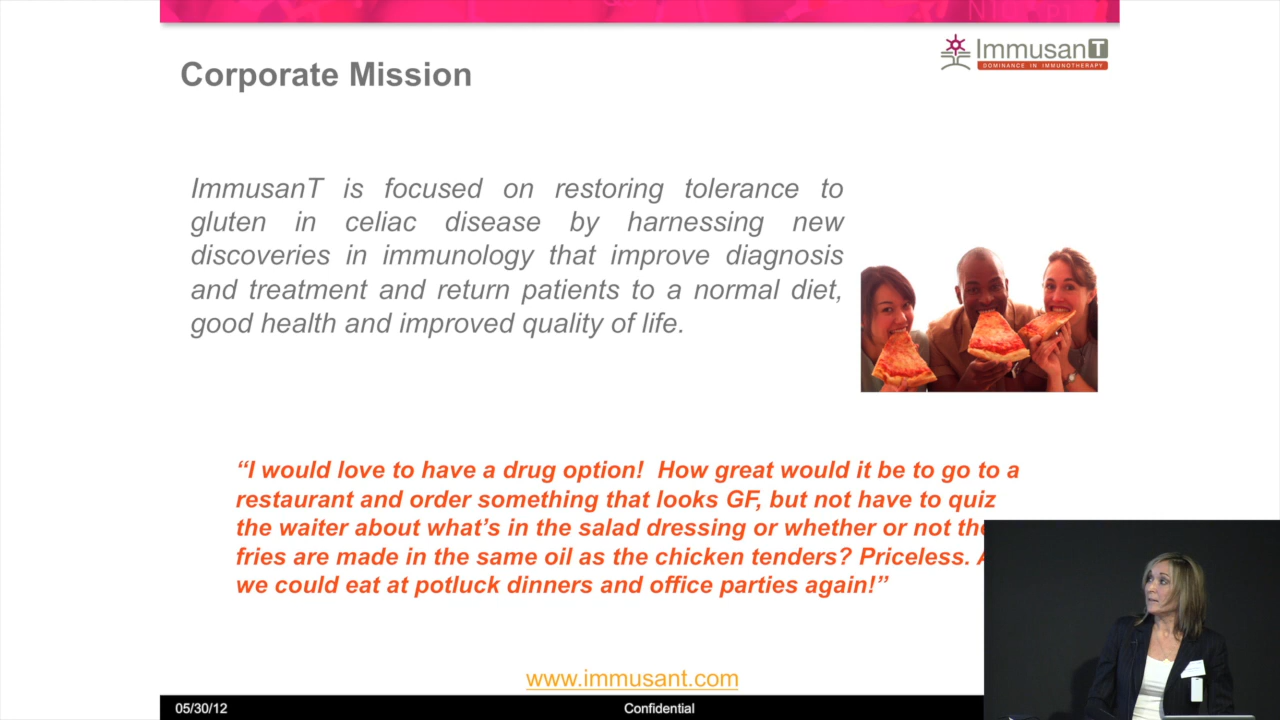 ImmusanT
DOMINANCE IN IMMUNOTHERAPY
Corporate Mission
ImmusanT is focused on restoring tolerance to
gluten in celiac disease by harnessing new
discoveries in immunology that improve diagnosis
and treatment and return patients to a normal diet,
good health and improved quality of life.
“I would love to have a drug option! How great would it be to go to a
restaurant and order something that looks GF, but not have to quiz
the waiter about what’s in the salad dressing or whether or not
fries are made in the same oil as the chicken tenders? Priceless.
we could eat at potluck dinners and office parties again!”
www.immusant.com
05/30/12 Confidential